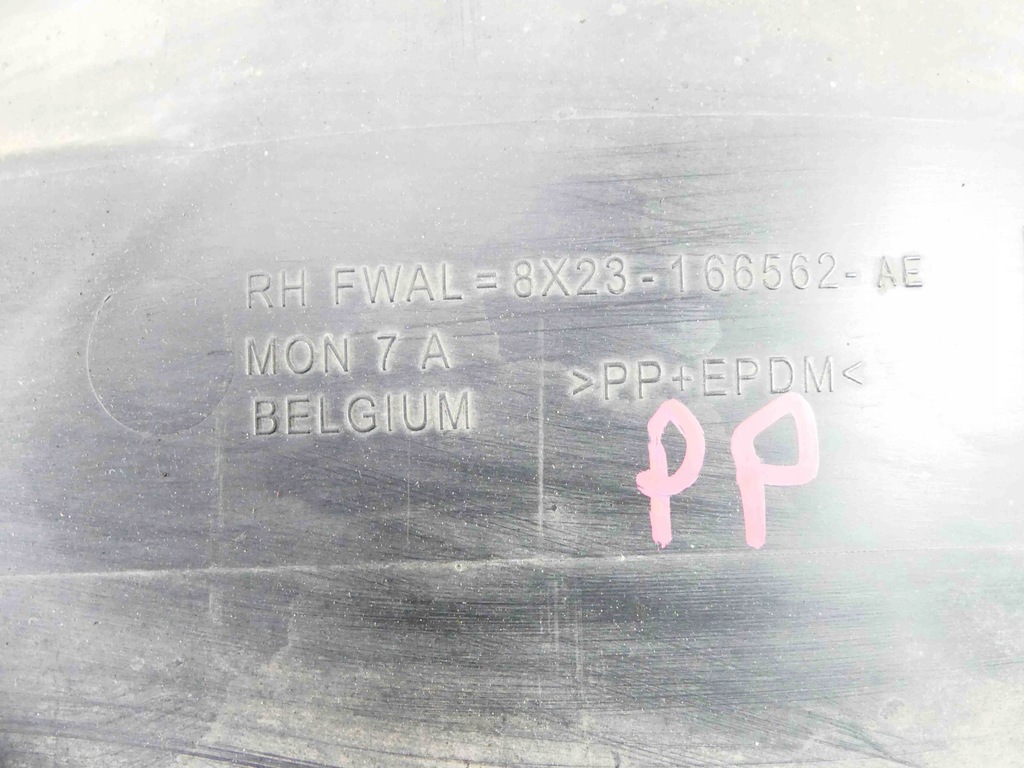 RH FWAL = 8X23 - 166562 - AE
MON 7 A
>PP+EPDM<
BELGIUM
PP